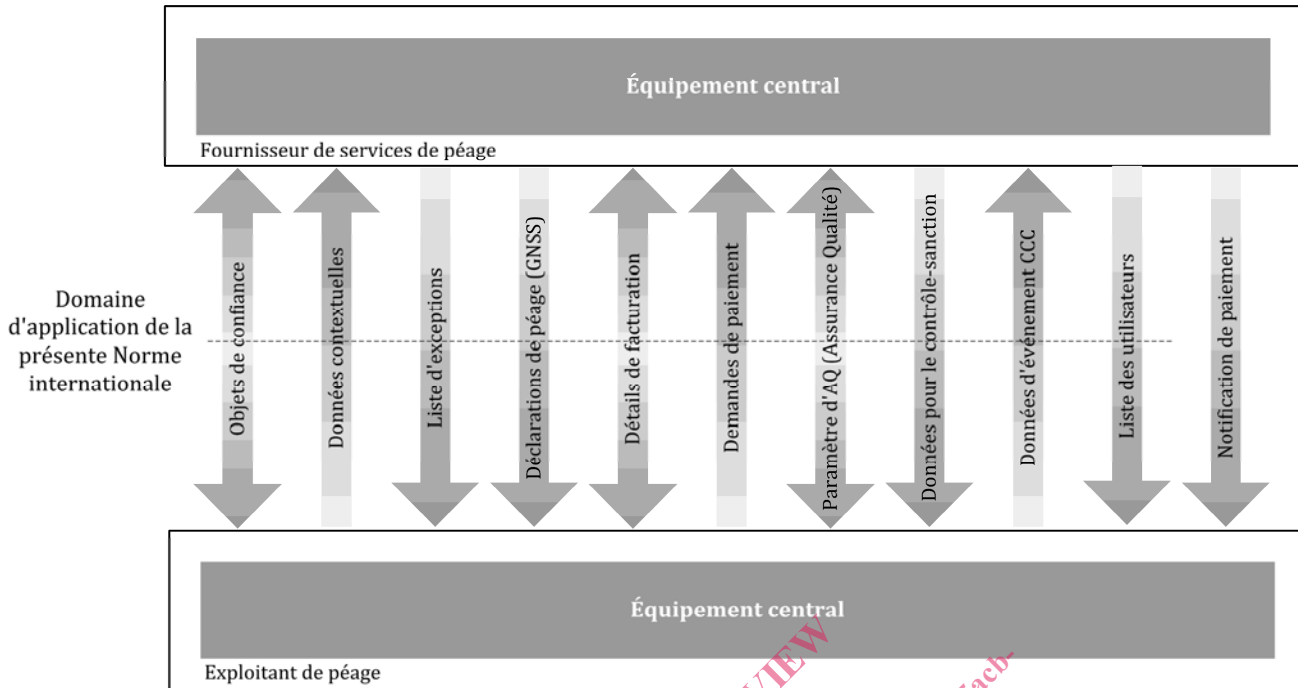 Équipement central
Fournisseur de services de péage
Domaine
d'application de la
présente Norme
internationale
Objets de confiance
Données contextuelles
Liste d'exceptions
Déclarations de péage (GNSS)
Détails de facturation
Demandes de paiement
Paramètre d'AQ (Assurance Qualité)
Données pour le contrôle-sanction
Données d'événement CCC
Liste des utilisateurs
Notification de paiement
Équipement central
Exploitant de péage